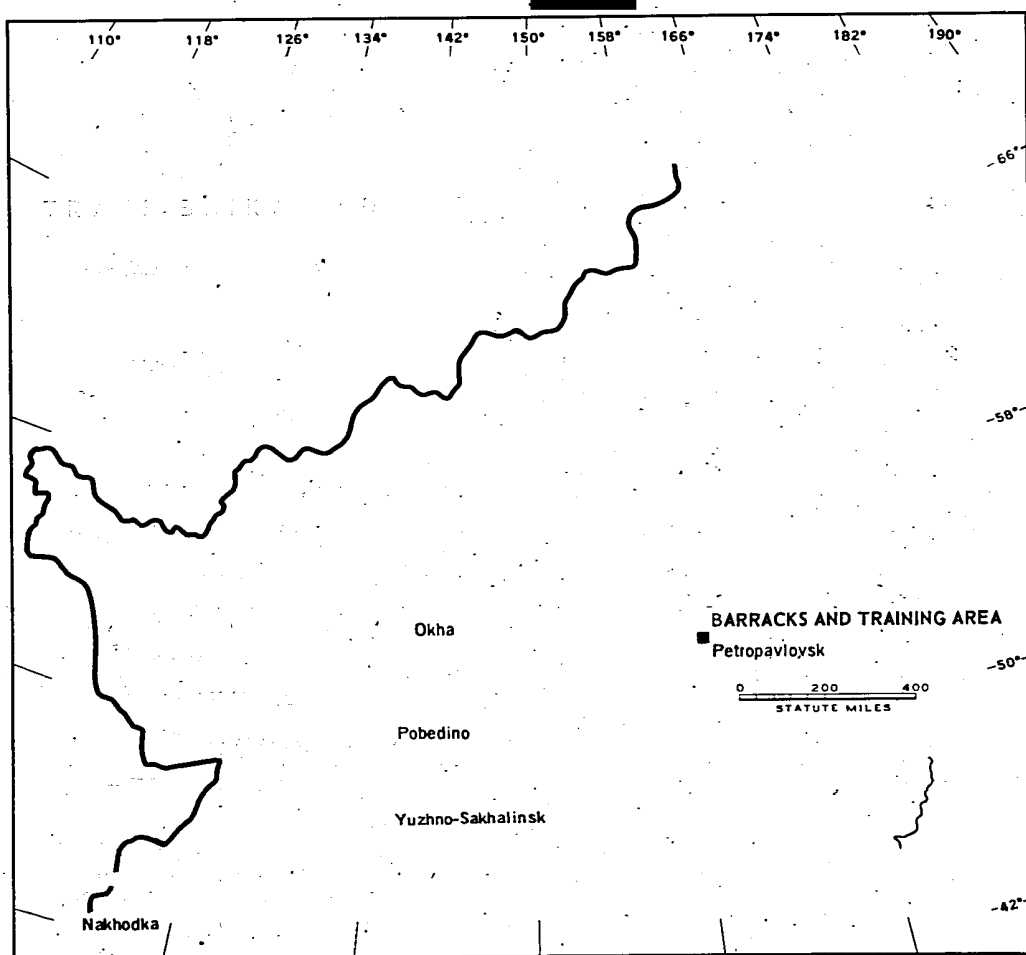 110° 118° 126° 134° 142° 150° 158° 166° 174° 182° 190°
66°
58°
Okha
BARRACKS AND TRAINING AREA
Petropavloysk
50°
0 200 400
STATUTE MILES
Pobedino
Yuzhno-Sakhalinsk
42°
Nakhodka